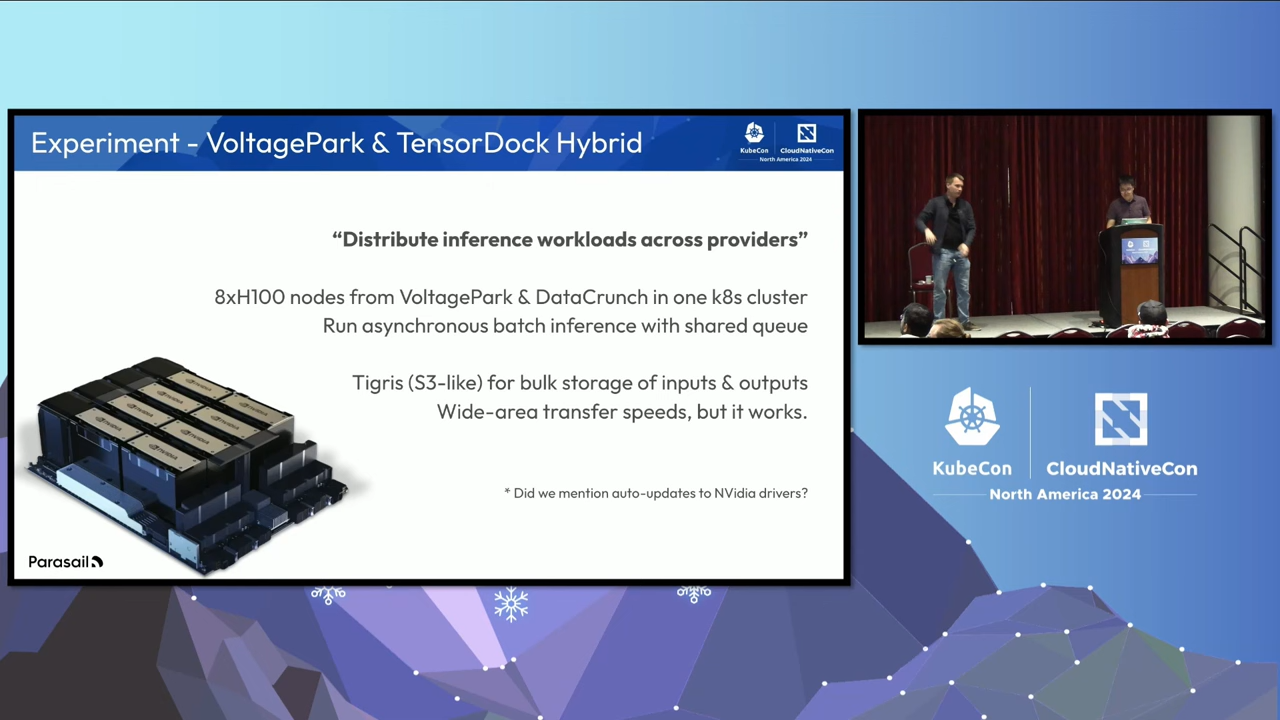 Experiment - VoltagePark & TensorDock Hybrid
KubeCon
CloudNativeCon
North America 2024
“Distribute inference workloads across providers”
8xH100 nodes from VoltagePark & DataCrunch in one k8s cluster
Run asynchronous batch inference with shared queue
Tigris (S3-like) for bulk storage of inputs & outputs
Wide-area transfer speeds, but it works.
* Did we mention auto-updates to NVidia drivers?
Parasail
KubeCon
CloudNativeCon
North America 2024